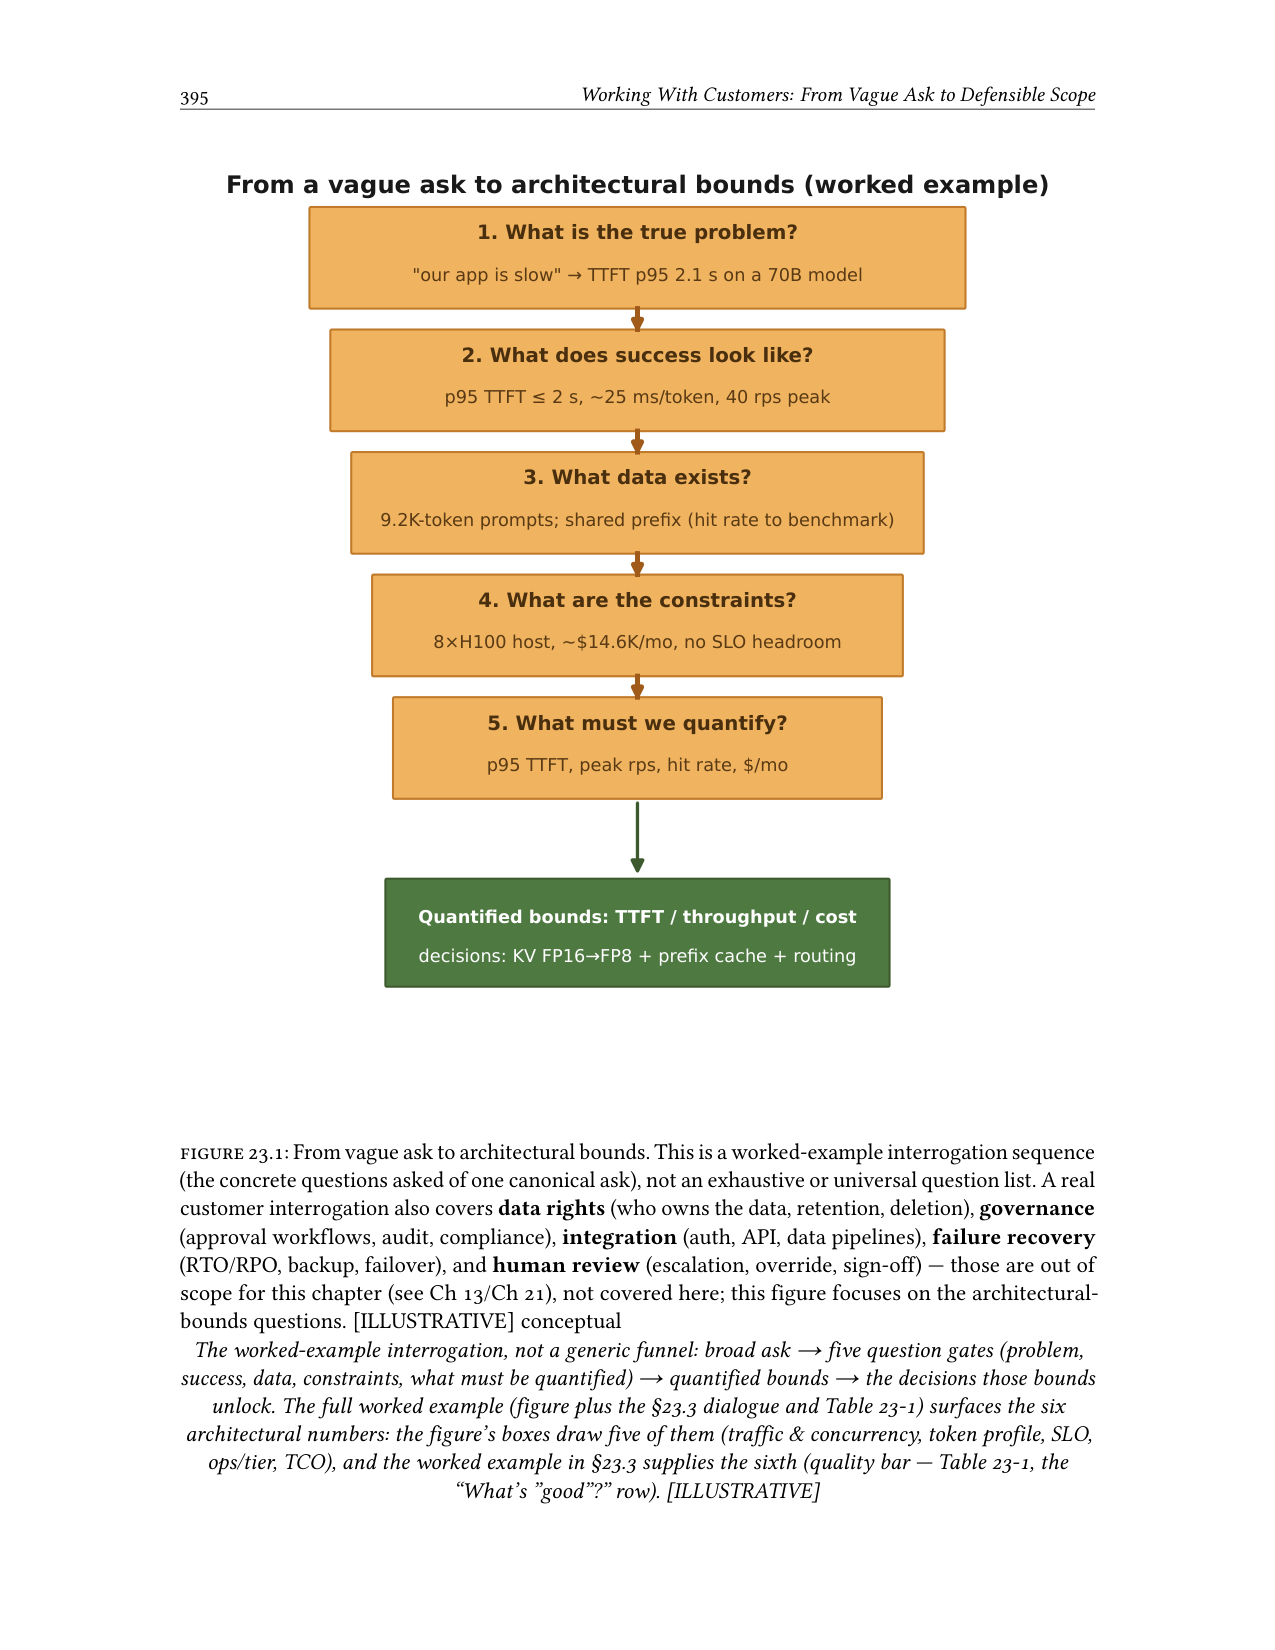 395
Working With Customers: From Vague Ask to Defensible Scope
From a vague ask to architectural bounds (worked example)
1. What is the true problem?
"our app is slow" → TTFT p95 2.1 s on a 70B model
2. What does success look like?
p95 TTFT ≤ 2 s, ~25 ms/token, 40 rps peak
3. What data exists?
9.2K-token prompts; shared prefix (hit rate to benchmark)
4. What are the constraints?
8×H100 host, ~$14.6K/mo, no SLO headroom
5. What must we quantify?
p95 TTFT, peak rps, hit rate, $/mo
Quantified bounds: TTFT / throughput / cost
decisions: KV FP16→FP8 + prefix cache + routing
FIGURE 23.1: From vague ask to architectural bounds. This is a worked-example interrogation sequence
(the concrete questions asked of one canonical ask), not an exhaustive or universal question list. A real
customer interrogation also covers data rights (who owns the data, retention, deletion), governance
(approval workflows, audit, compliance), integration (auth, API, data pipelines), failure recovery
(RTO/RPO, backup, failover), and human review (escalation, override, sign-off) — those are out of
scope for this chapter (see Ch 13/Ch 21), not covered here; this figure focuses on the architectural-
bounds questions. [ILLUSTRATIVE] conceptual
The worked-example interrogation, not a generic funnel: broad ask → five question gates (problem,
success, data, constraints, what must be quantified) → quantified bounds → the decisions those bounds
unlock. The full worked example (figure plus the §23.3 dialogue and Table 23-1) surfaces the six
architectural numbers: the figure’s boxes draw five of them (traffic & concurrency, token profile, SLO,
ops/tier, TCO), and the worked example in §23.3 supplies the sixth (quality bar — Table 23-1, the
“What’s ”good”?” row). [ILLUSTRATIVE]